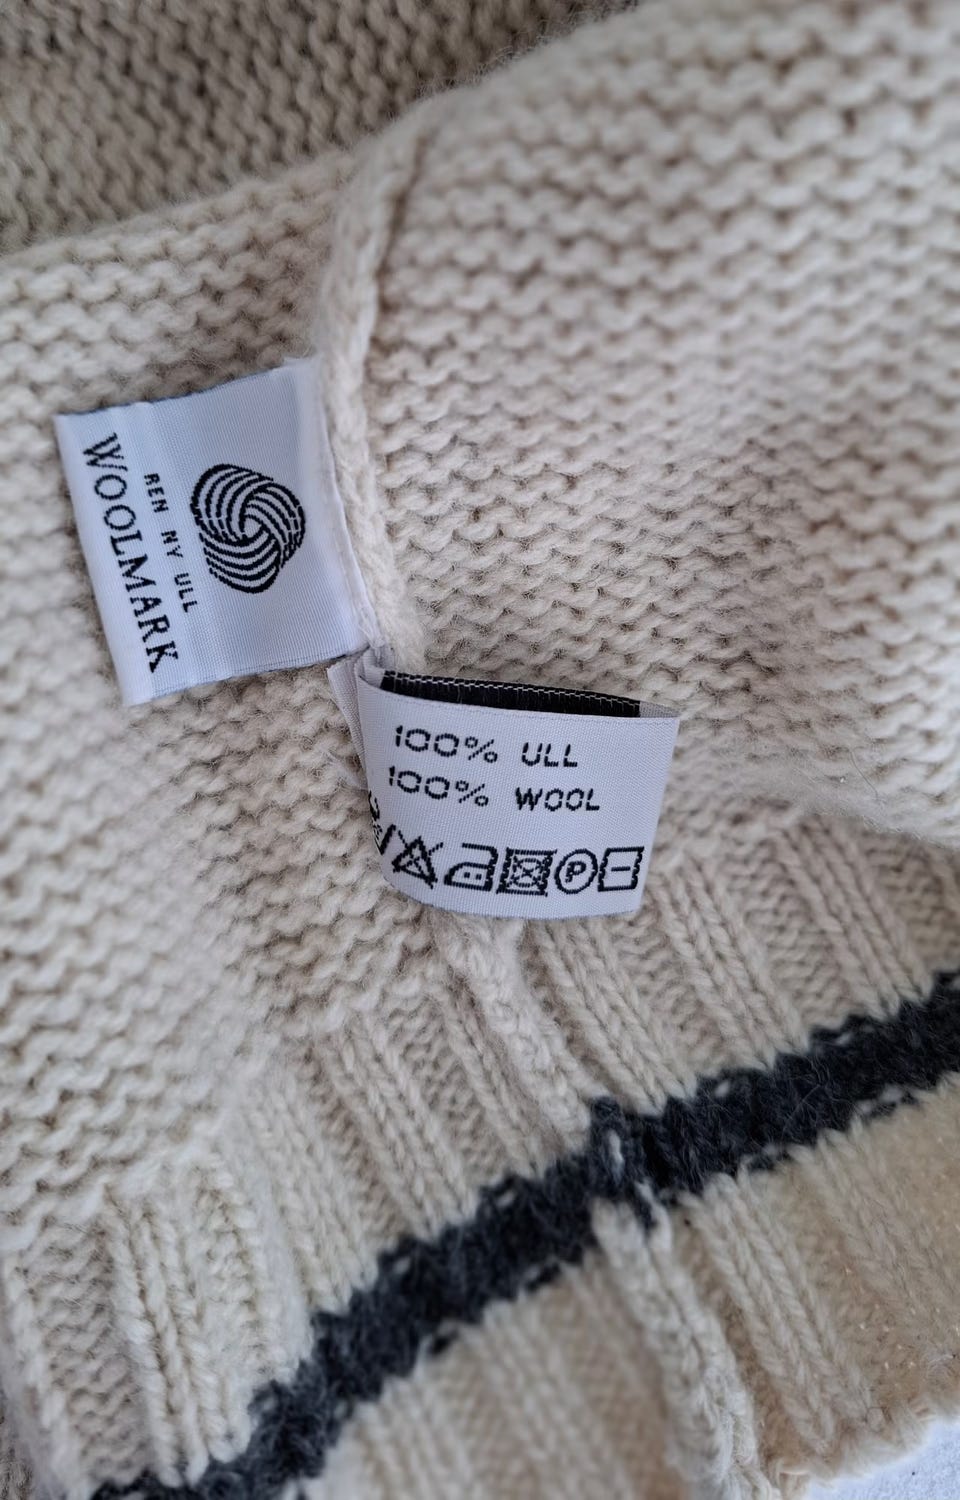 REN NY ULL
WOOLMARK
100% ULL
100% WOOL
P